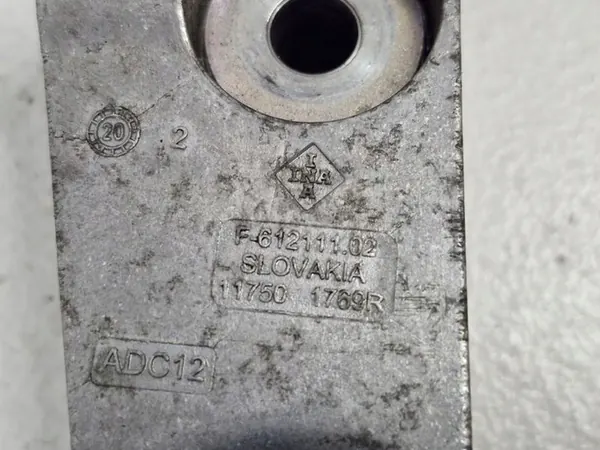 20 2
I
INA
A
F-612111.02
SLOVAKIA
11750 1769R
ADC12